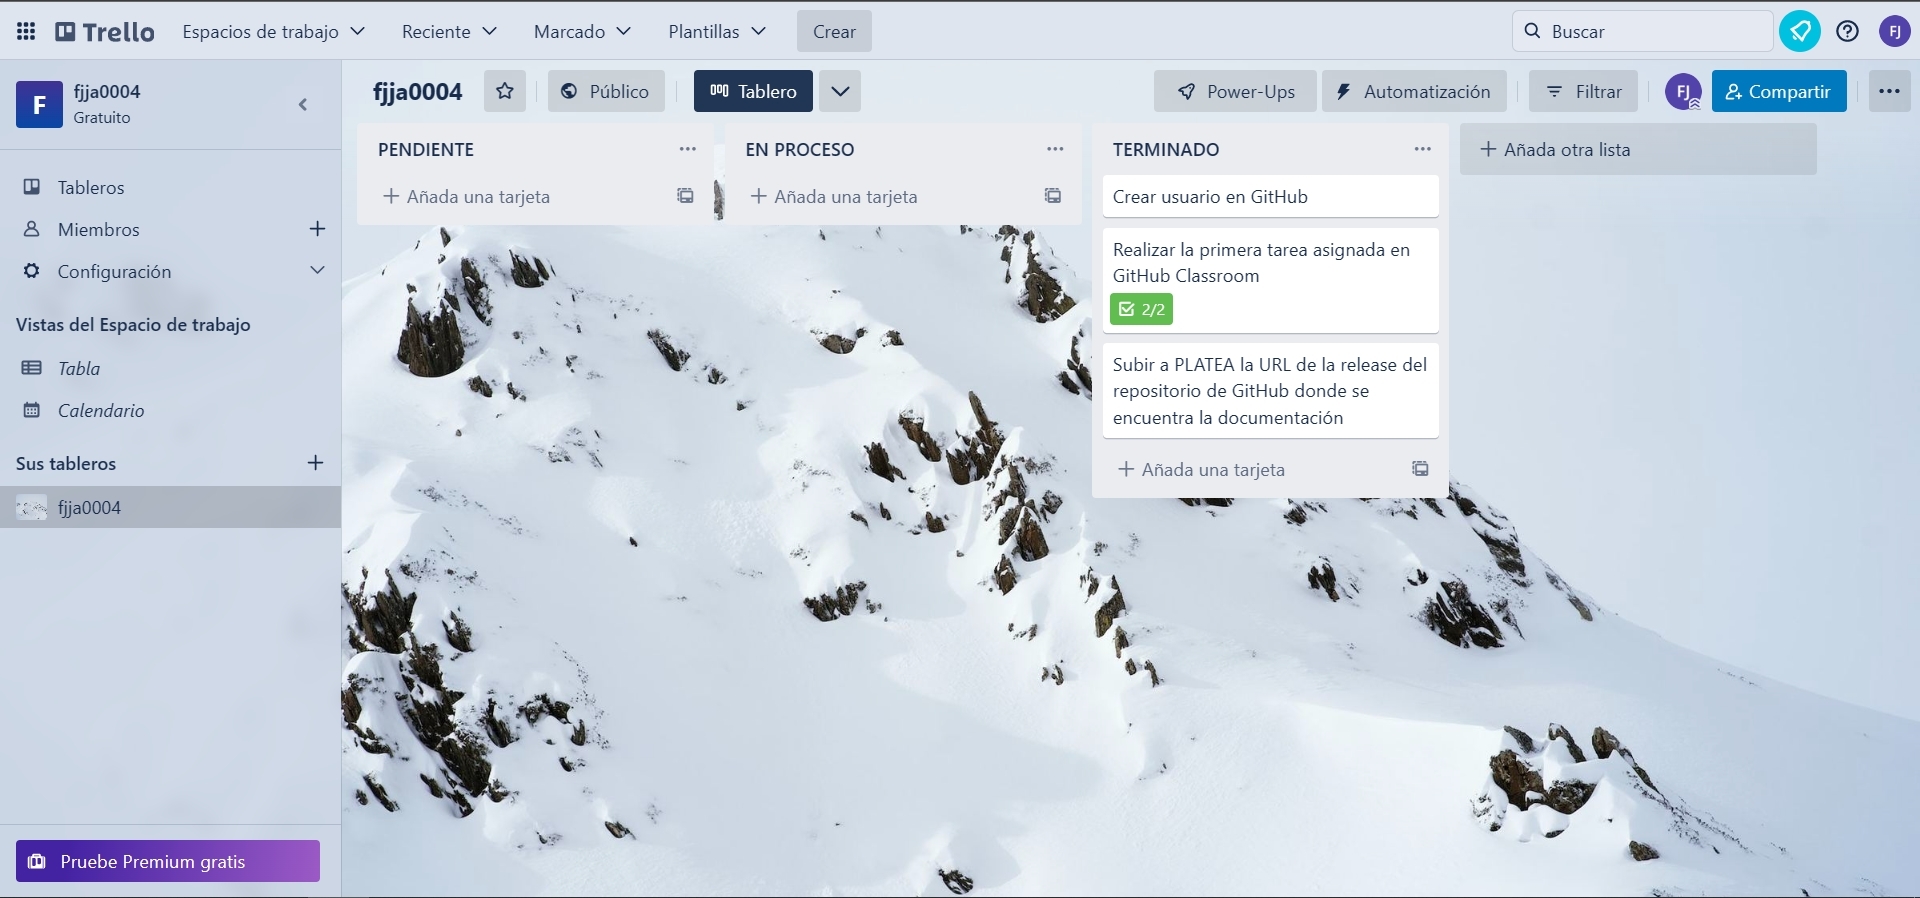 Trello
Espacios de trabajo
Reciente
Marcado
Plantillas
Crear
Buscar
FJ
F
fjja0004
Gratuito
Tableros
Miembros
Configuración
Vistas del Espacio de trabajo
Tabla
Calendario
Sus tableros
fjja0004
Pruebe Premium gratis
fjja0004
Público
Tablero
Power-Ups
Automatización
Filtrar
FJ
Compartir
PENDIENTE
Añada una tarjeta
EN PROCESO
Añada una tarjeta
TERMINADO
Crear usuario en GitHub
Realizar la primera tarea asignada en
GitHub Classroom
2/2
Subir a PLATEA la URL de la release del
repositorio de GitHub donde se
encuentra la documentación
Añada una tarjeta
Añada otra lista